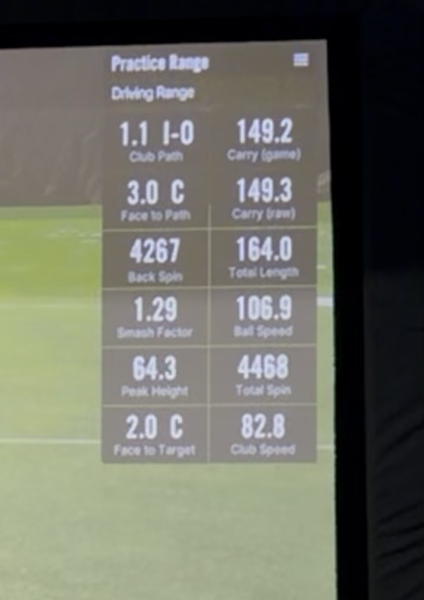 Practice Range
Driving Range
1.1 I-O 149.2
Club Path Carry (game)
3.0 C 149.3
Face to Path Carry (raw)
4267 164.0
Back Spin Total Length
1.29 106.9
Smash Factor Ball Speed
64.3 4468
Peak Height Total Spin
2.0 C 82.8
Face to Target Club Speed